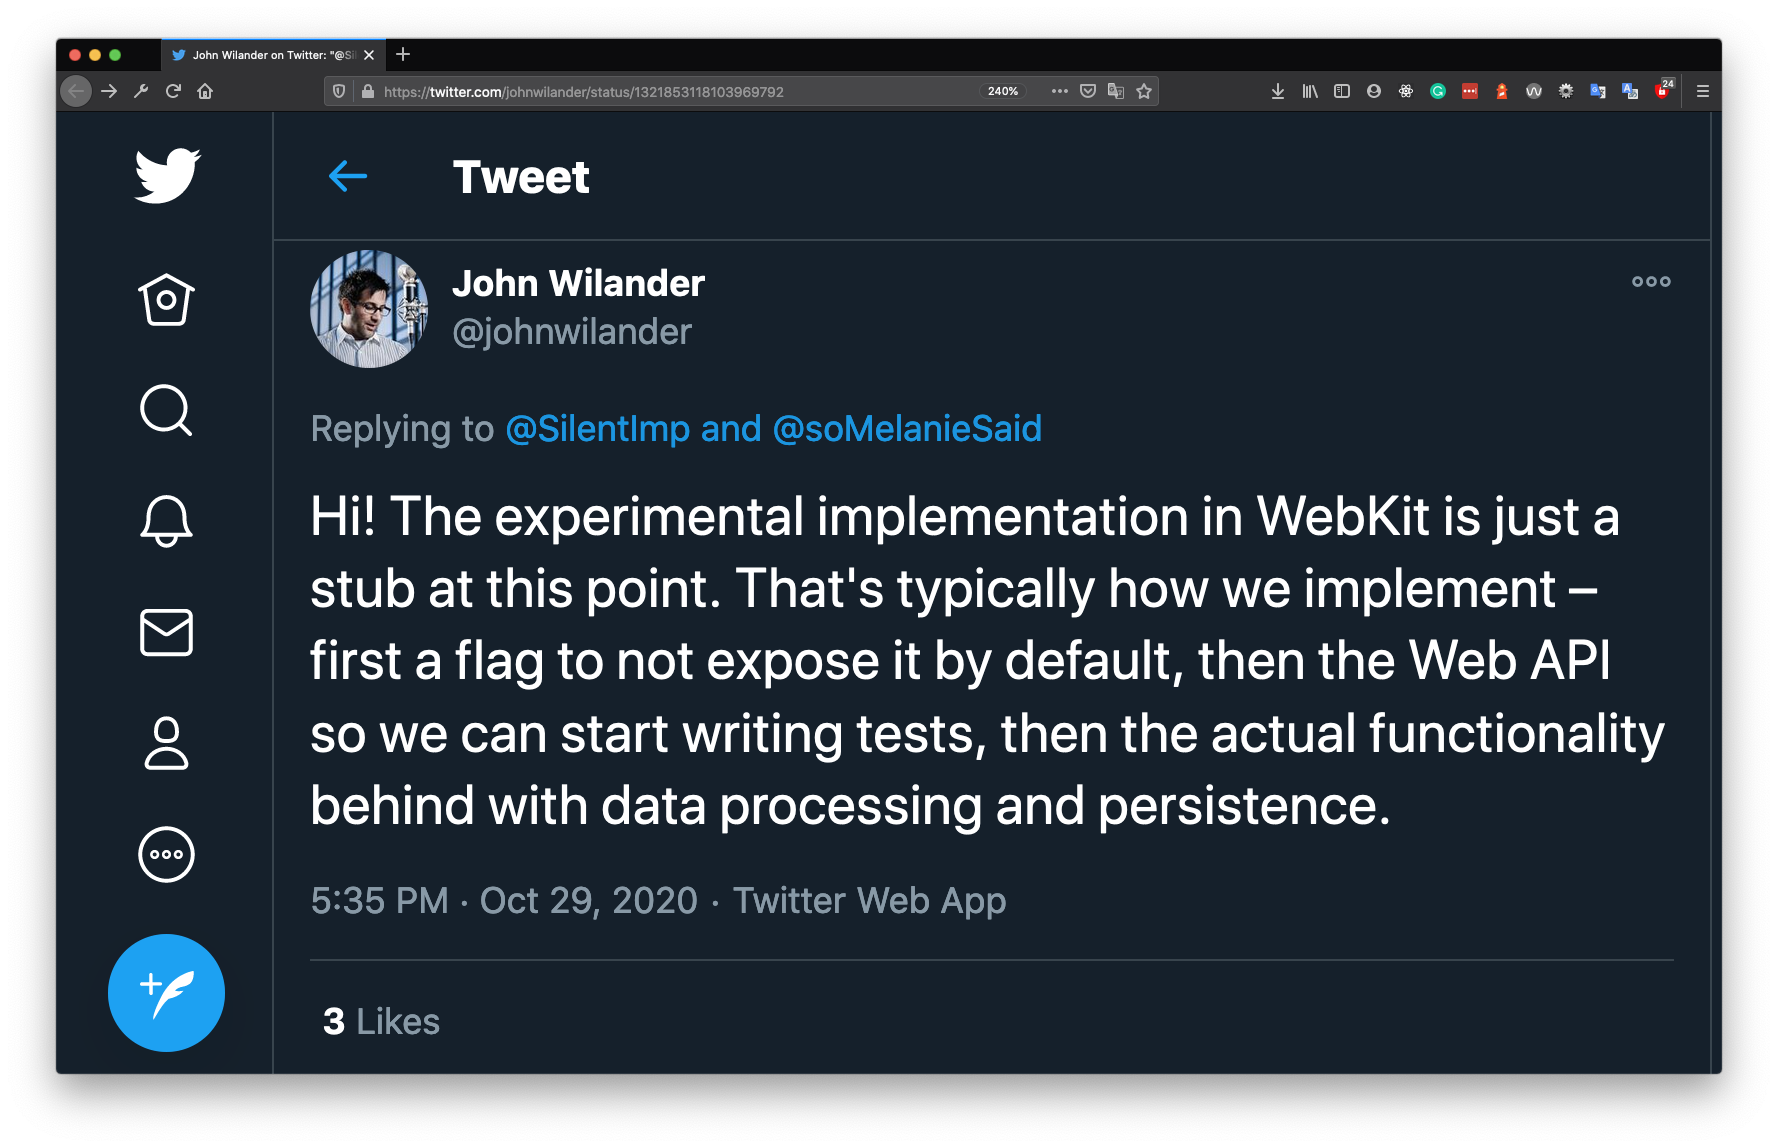 John Wilander on Twitter: "@Si
https://twitter.com/johnwilander/status/1321853118103969792
240%
24
Tweet
John Wilander
@johnwilander
Replying to @SilentImp and @soMelanieSaid
Hi! The experimental implementation in WebKit is just a
stub at this point. That's typically how we implement –
first a flag to not expose it by default, then the Web API
so we can start writing tests, then the actual functionality
behind with data processing and persistence.
5:35 PM · Oct 29, 2020 · Twitter Web App
3 Likes